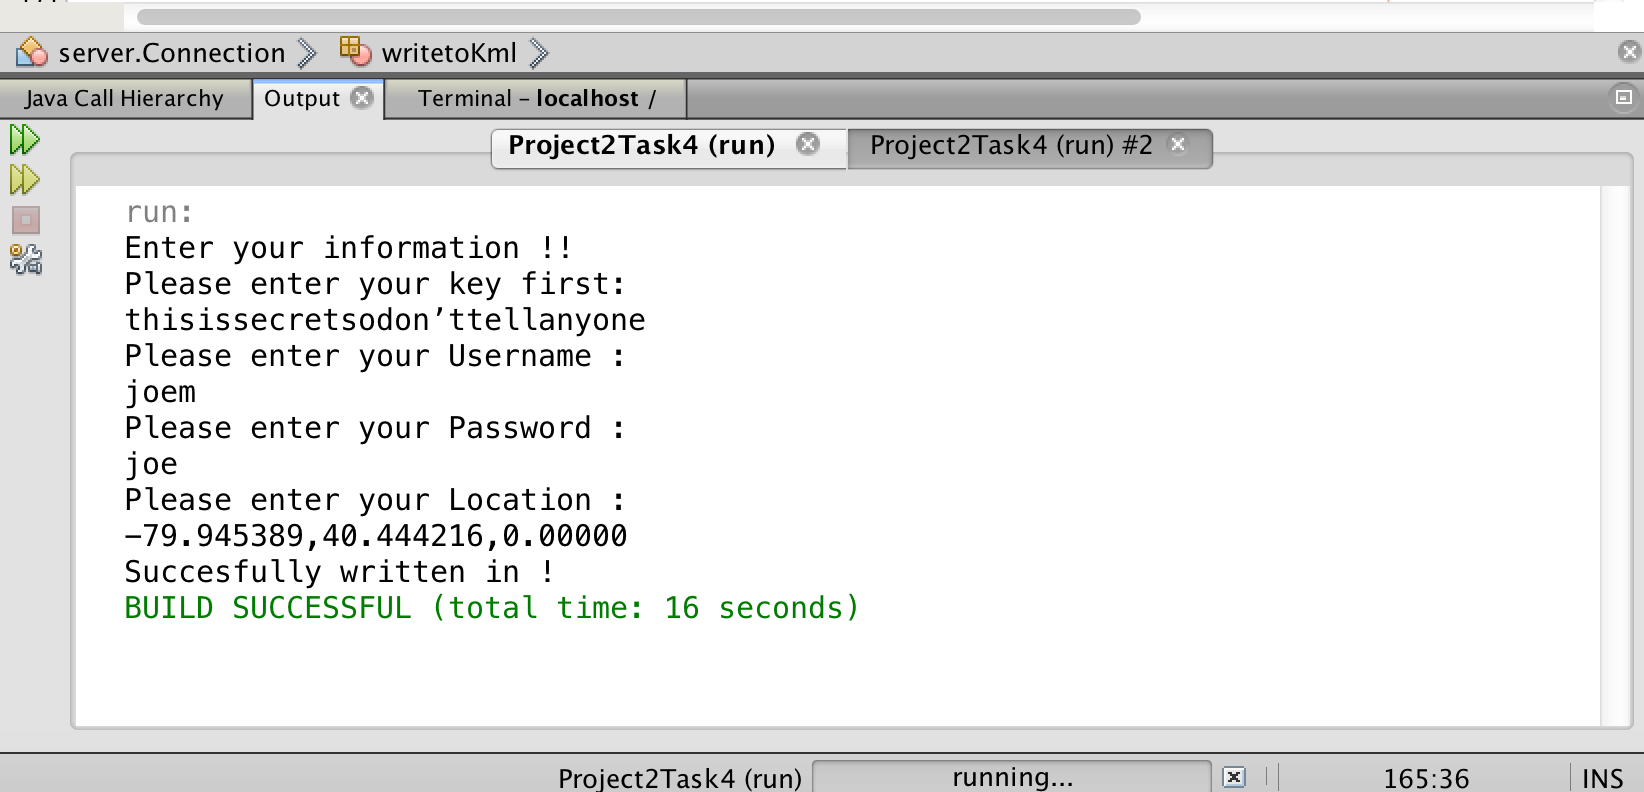 server.Connection writetoKml
Java Call Hierarchy Output Terminal – localhost /
Project2Task4 (run) Project2Task4 (run) #2
run:
Enter your information !!
Please enter your key first:
thisissecretsodon’ttellanyone
Please enter your Username :
joem
Please enter your Password :
joe
Please enter your Location :
-79.945389,40.444216,0.00000
Succesfully written in !
BUILD SUCCESSFUL (total time: 16 seconds)
Project2Task4 (run) running... 165:36 INS